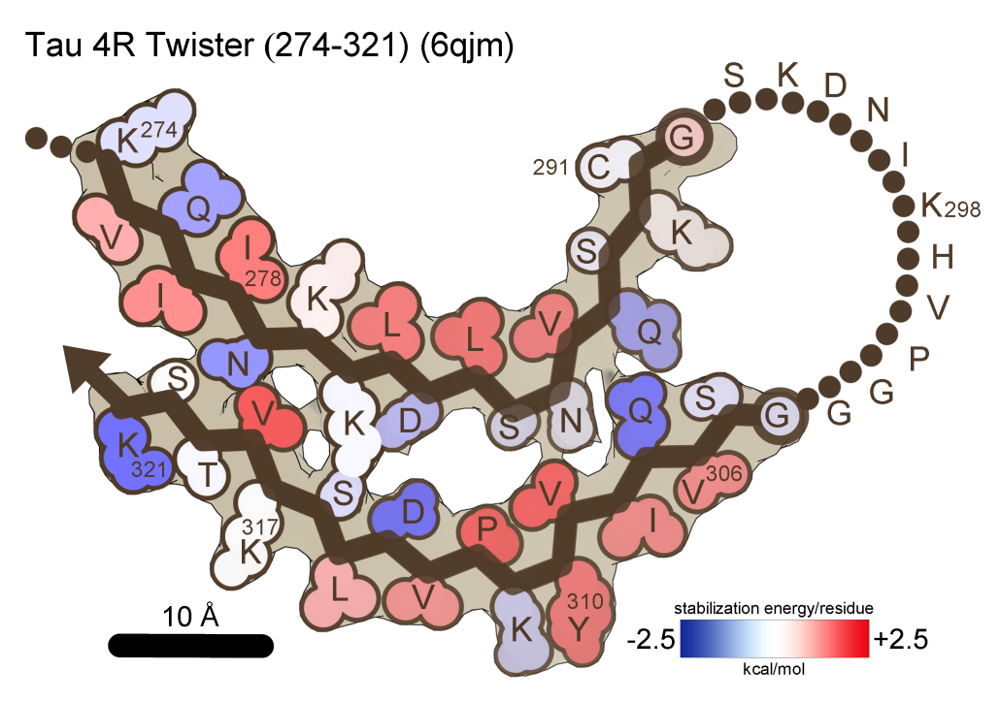 Tau 4R Twister (274-321) (6qjm)
S K D N I K298 H V P G G
K274
Q
V
I
278
I
K
L
L
V
291 C
G
K
S
Q
N
S
V
K
D
S
N
Q
S
G
K
321
T
S
D
P
V
V306
I
317
K
L
V
K
310
Y
10 Å
stabilization energy/residue
-2.5 +2.5
kcal/mol